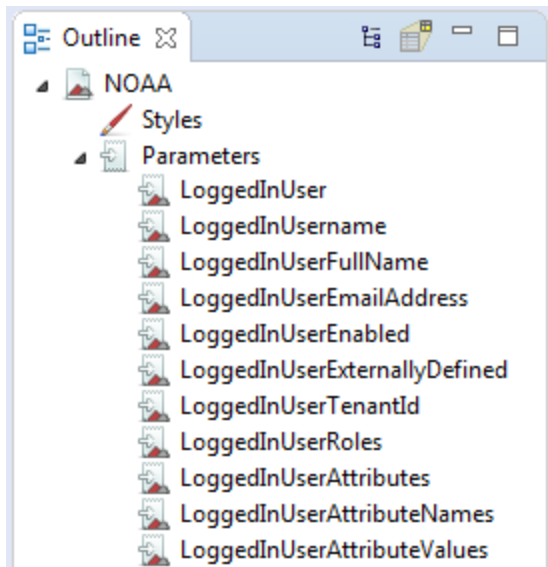 Outline
NOAA
Styles
Parameters
LoggedInUser
LoggedInUsername
LoggedInUserFullName
LoggedInUserEmailAddress
LoggedInUserEnabled
LoggedInUserExternallyDefined
LoggedInUserTenantId
LoggedInUserRoles
LoggedInUserAttributes
LoggedInUserAttributeNames
LoggedInUserAttributeValues